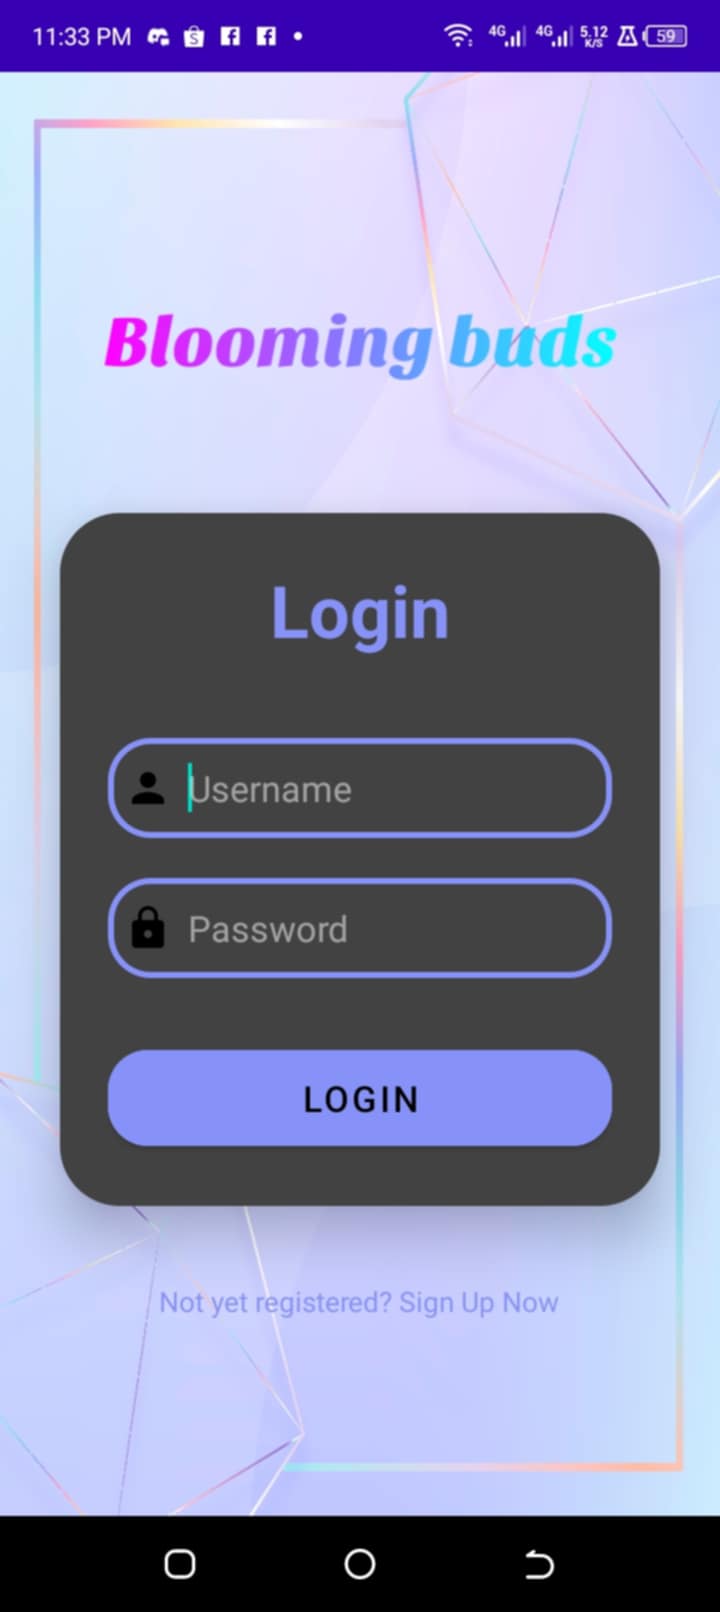 11:33 PM 4G 4G 5.12 K/S 59
Blooming buds
Login
Username
Password
LOGIN
Not yet registered? Sign Up Now